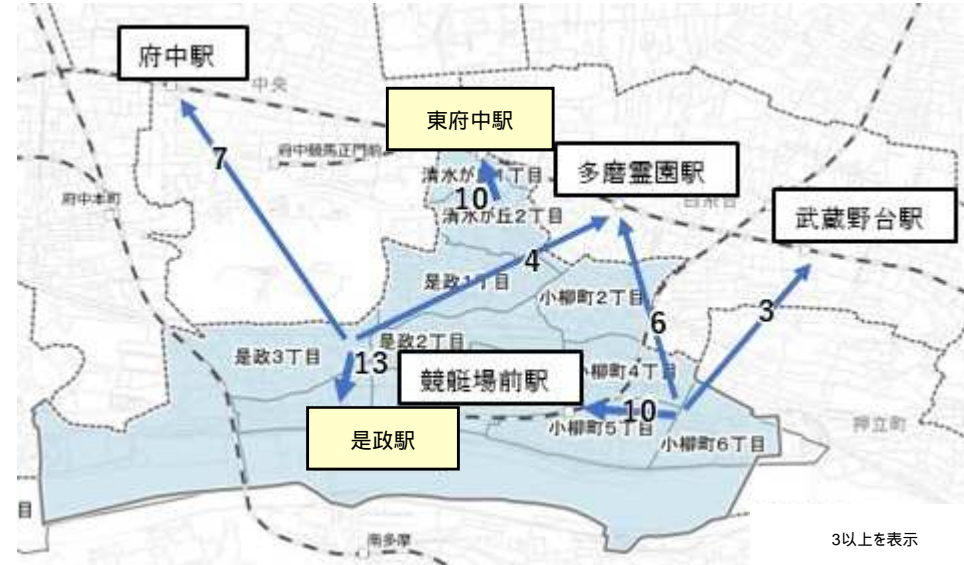 府中駅
中央
東府中駅
府中競馬正門前
7
清水が丘1丁目
多磨霊園駅
10
清水が丘2丁目
府中本町
白糸台
武蔵野台駅
4
是政1丁目
小柳町2丁目
3
6
是政2丁目
是政3丁目
13
競艇場前駅
小柳町4丁目
10
小柳町5丁目
小柳町6丁目
押立町
是政駅
目
南多摩
3以上を表示